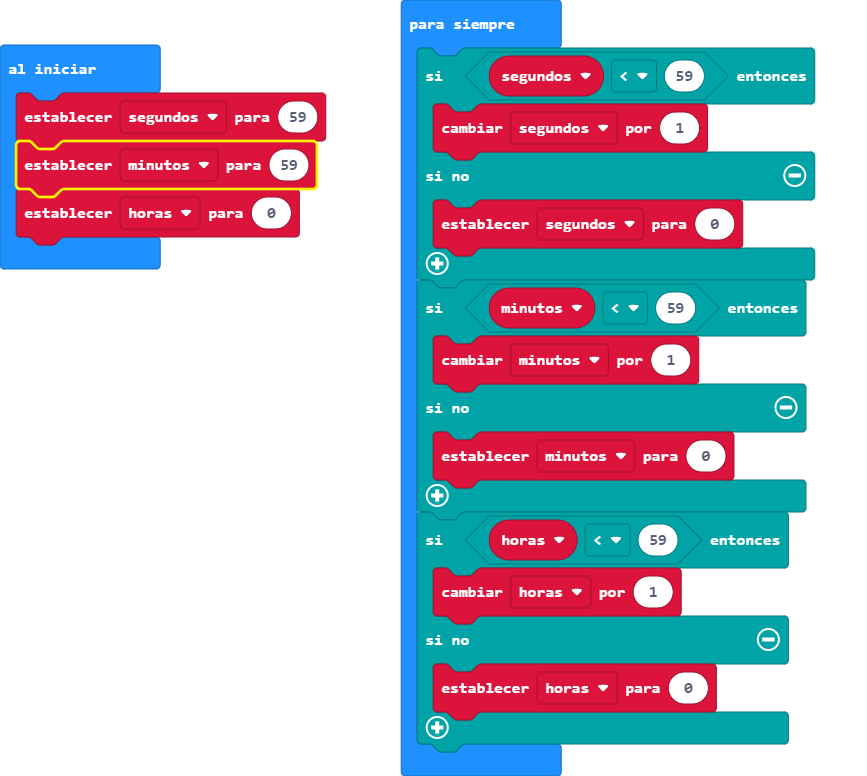 al iniciar
establecer segundos para 59
establecer minutos para 59
establecer horas para 0
para siempre
si segundos < 59 entonces
cambiar segundos por 1
si no
establecer segundos para 0
si minutos < 59 entonces
cambiar minutos por 1
si no
establecer minutos para 0
si horas < 59 entonces
cambiar horas por 1
si no
establecer horas para 0